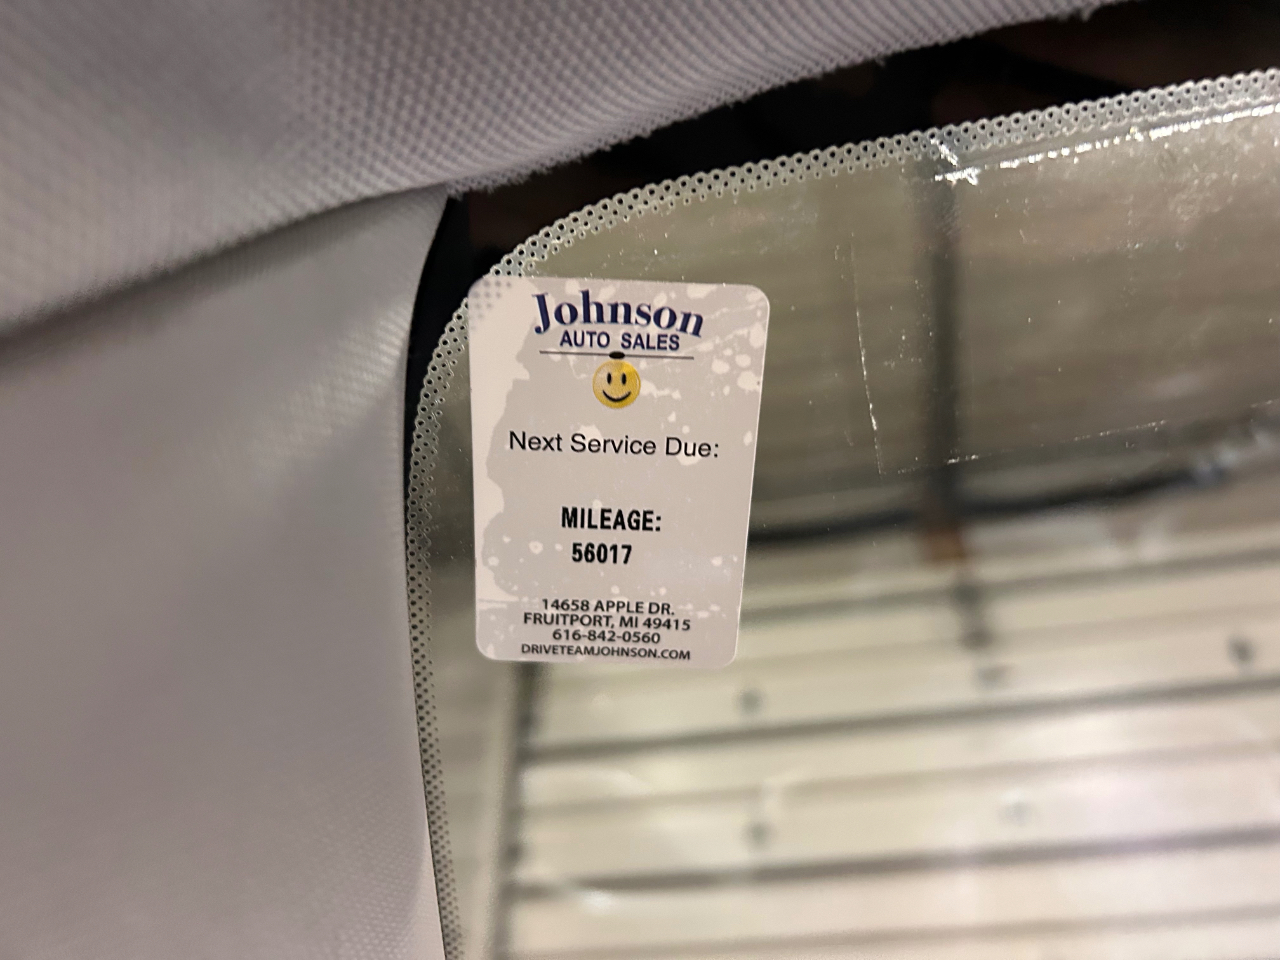 Johnson
AUTO SALES
Next Service Due:
MILEAGE:
56017
14658 APPLE DR.
FRUITPORT, MI 49415
616-842-0560
DRIVETEAMJOHNSON.COM